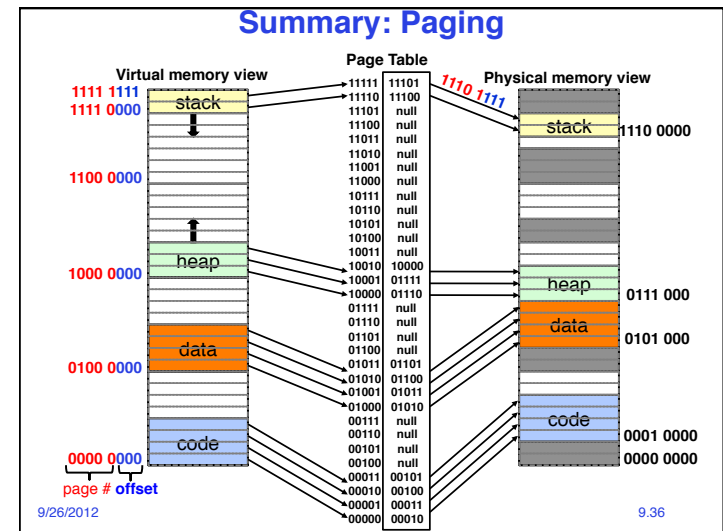 Summary: Paging
Virtual memory view
Page Table
Physical memory view
1111 1111
1111 0000
1100 0000
1000 0000
0100 0000
0000 0000
page # offset
stack
heap
data
code
11111 11101
11110 11100
11101 null
11100 null
11011 null
11010 null
11001 null
11000 null
10111 null
10110 null
10101 null
10100 null
10011 null
10010 10000
10001 01111
10000 01110
01111 null
01110 null
01101 null
01100 null
01011 01101
01010 01100
01001 01011
01000 01010
00111 null
00110 null
00101 null
00100 null
00011 00101
00010 00100
00001 00011
00000 00010
1110 1111
stack
1110 0000
heap
0111 000
data
0101 000
code
0001 0000
0000 0000
9/26/2012
9.36